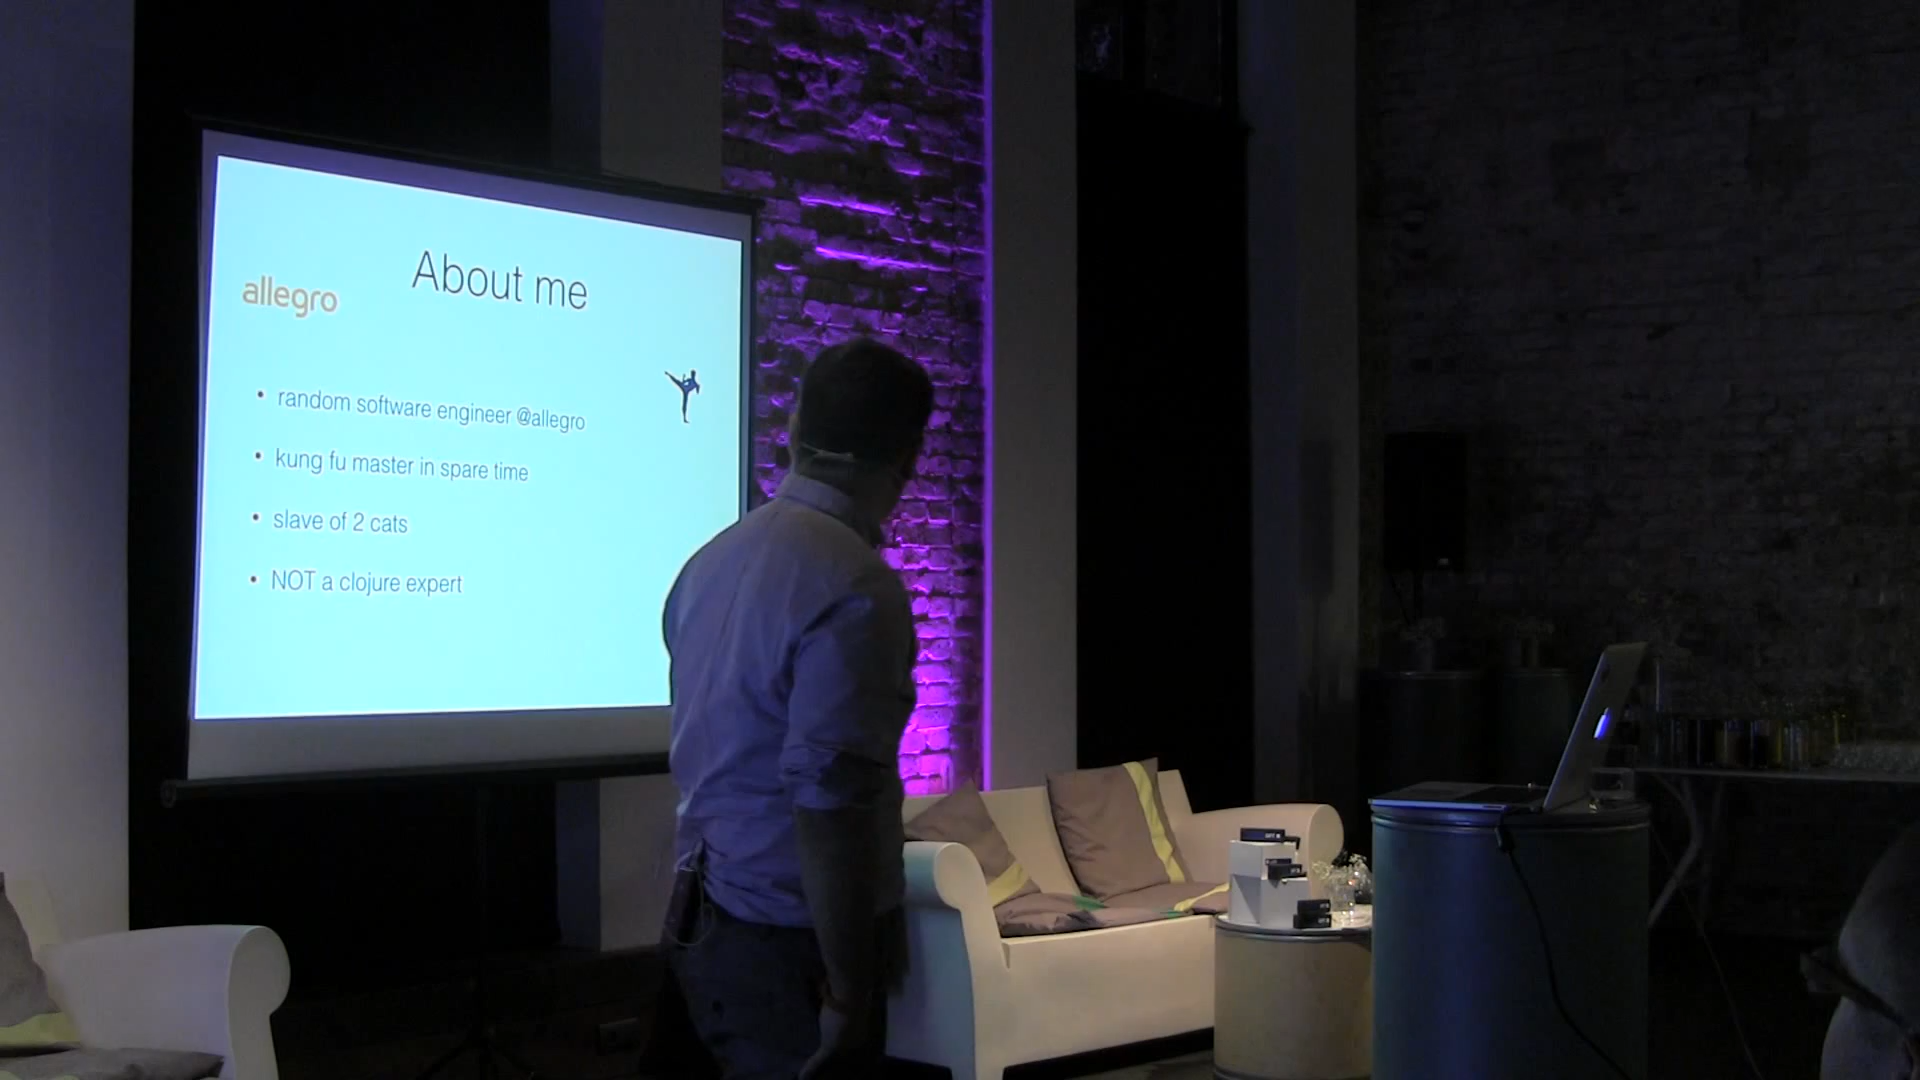 About me
allegro
• random software engineer @allegro
• kung fu master in spare time
• slave of 2 cats
• NOT a clojure expert